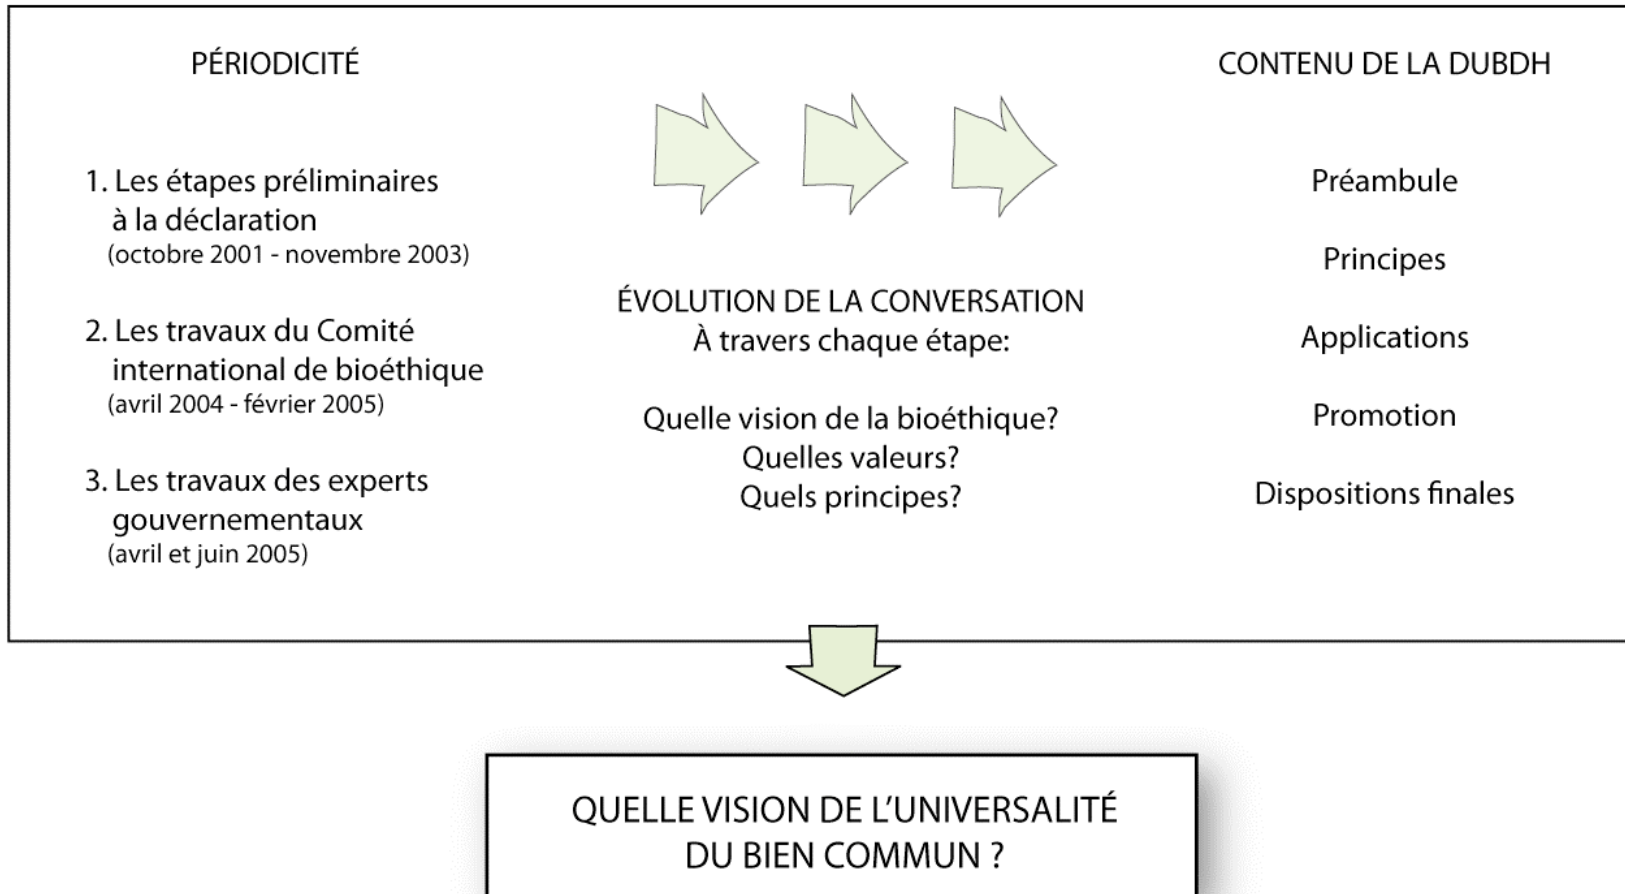 PÉRIODICITÉ
1. Les étapes préliminaires
à la déclaration
(octobre 2001 - novembre 2003)
2. Les travaux du Comité
international de bioéthique
(avril 2004 - février 2005)
3. Les travaux des experts
gouvernementaux
(avril et juin 2005)
ÉVOLUTION DE LA CONVERSATION
À travers chaque étape:
Quelle vision de la bioéthique?
Quelles valeurs?
Quels principes?
CONTENU DE LA DUBDH
Préambule
Principes
Applications
Promotion
Dispositions finales
QUELLE VISION DE L’UNIVERSALITÉ
DU BIEN COMMUN ?